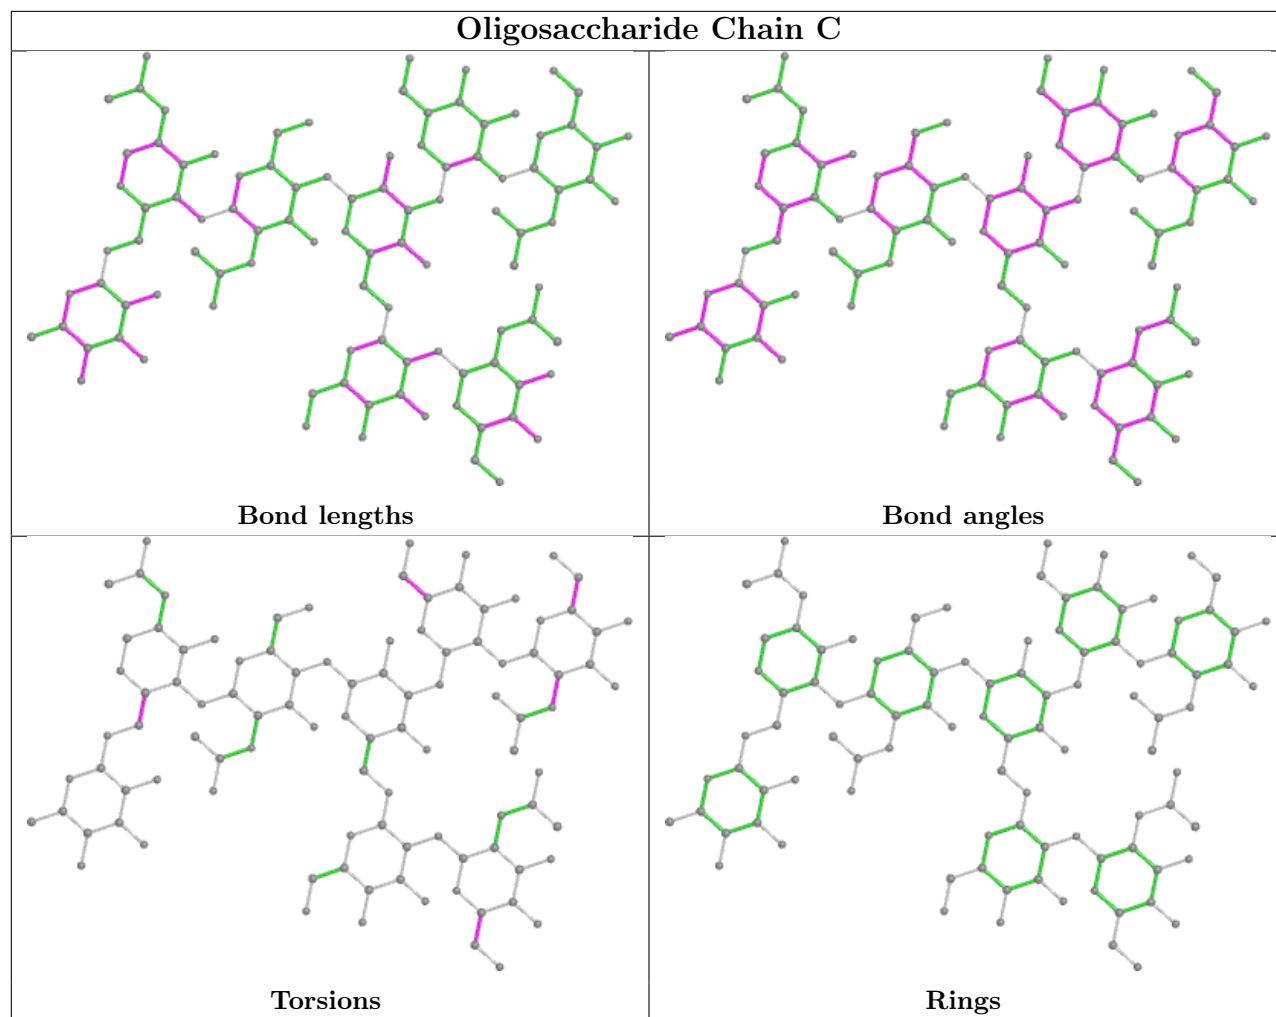 Oligosaccharide Chain C
Bond lengths
Bond angles
Torsions
Rings